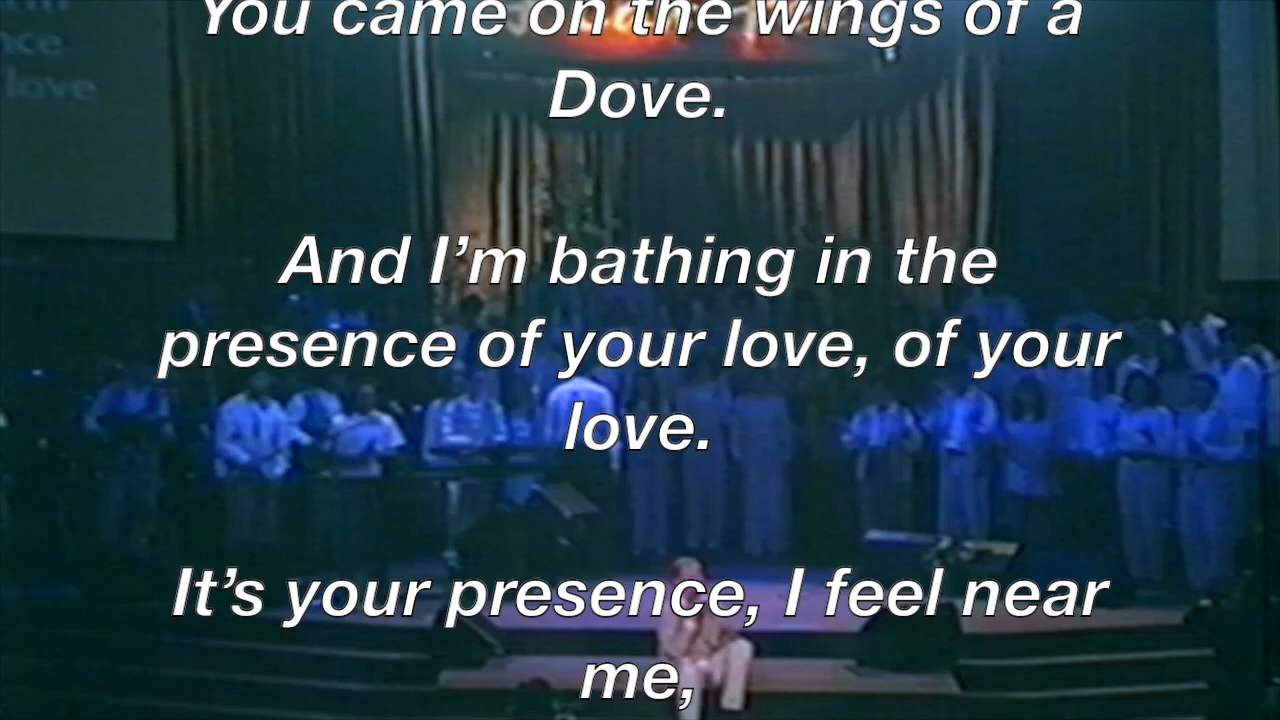 You came on the wings of a
Dove.
And I’m bathing in the
presence of your love, of your
love.
It’s your presence, I feel near
me,
love